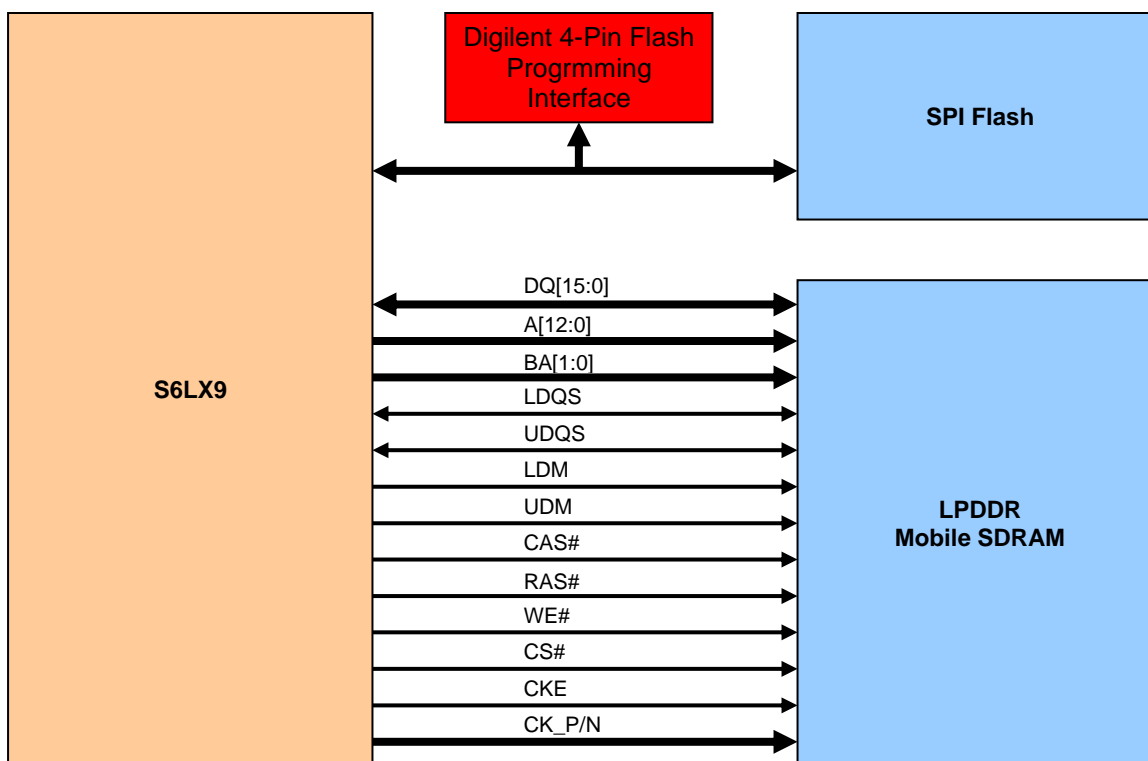 Digilent 4-Pin Flash
Progrmming
Interface
SPI Flash
DQ[15:0]
A[12:0]
BA[1:0]
S6LX9
LDQS
UDQS
LDM
UDM
LPDDR
Mobile SDRAM
CAS#
RAS#
WE#
CS#
CKE
CK_P/N